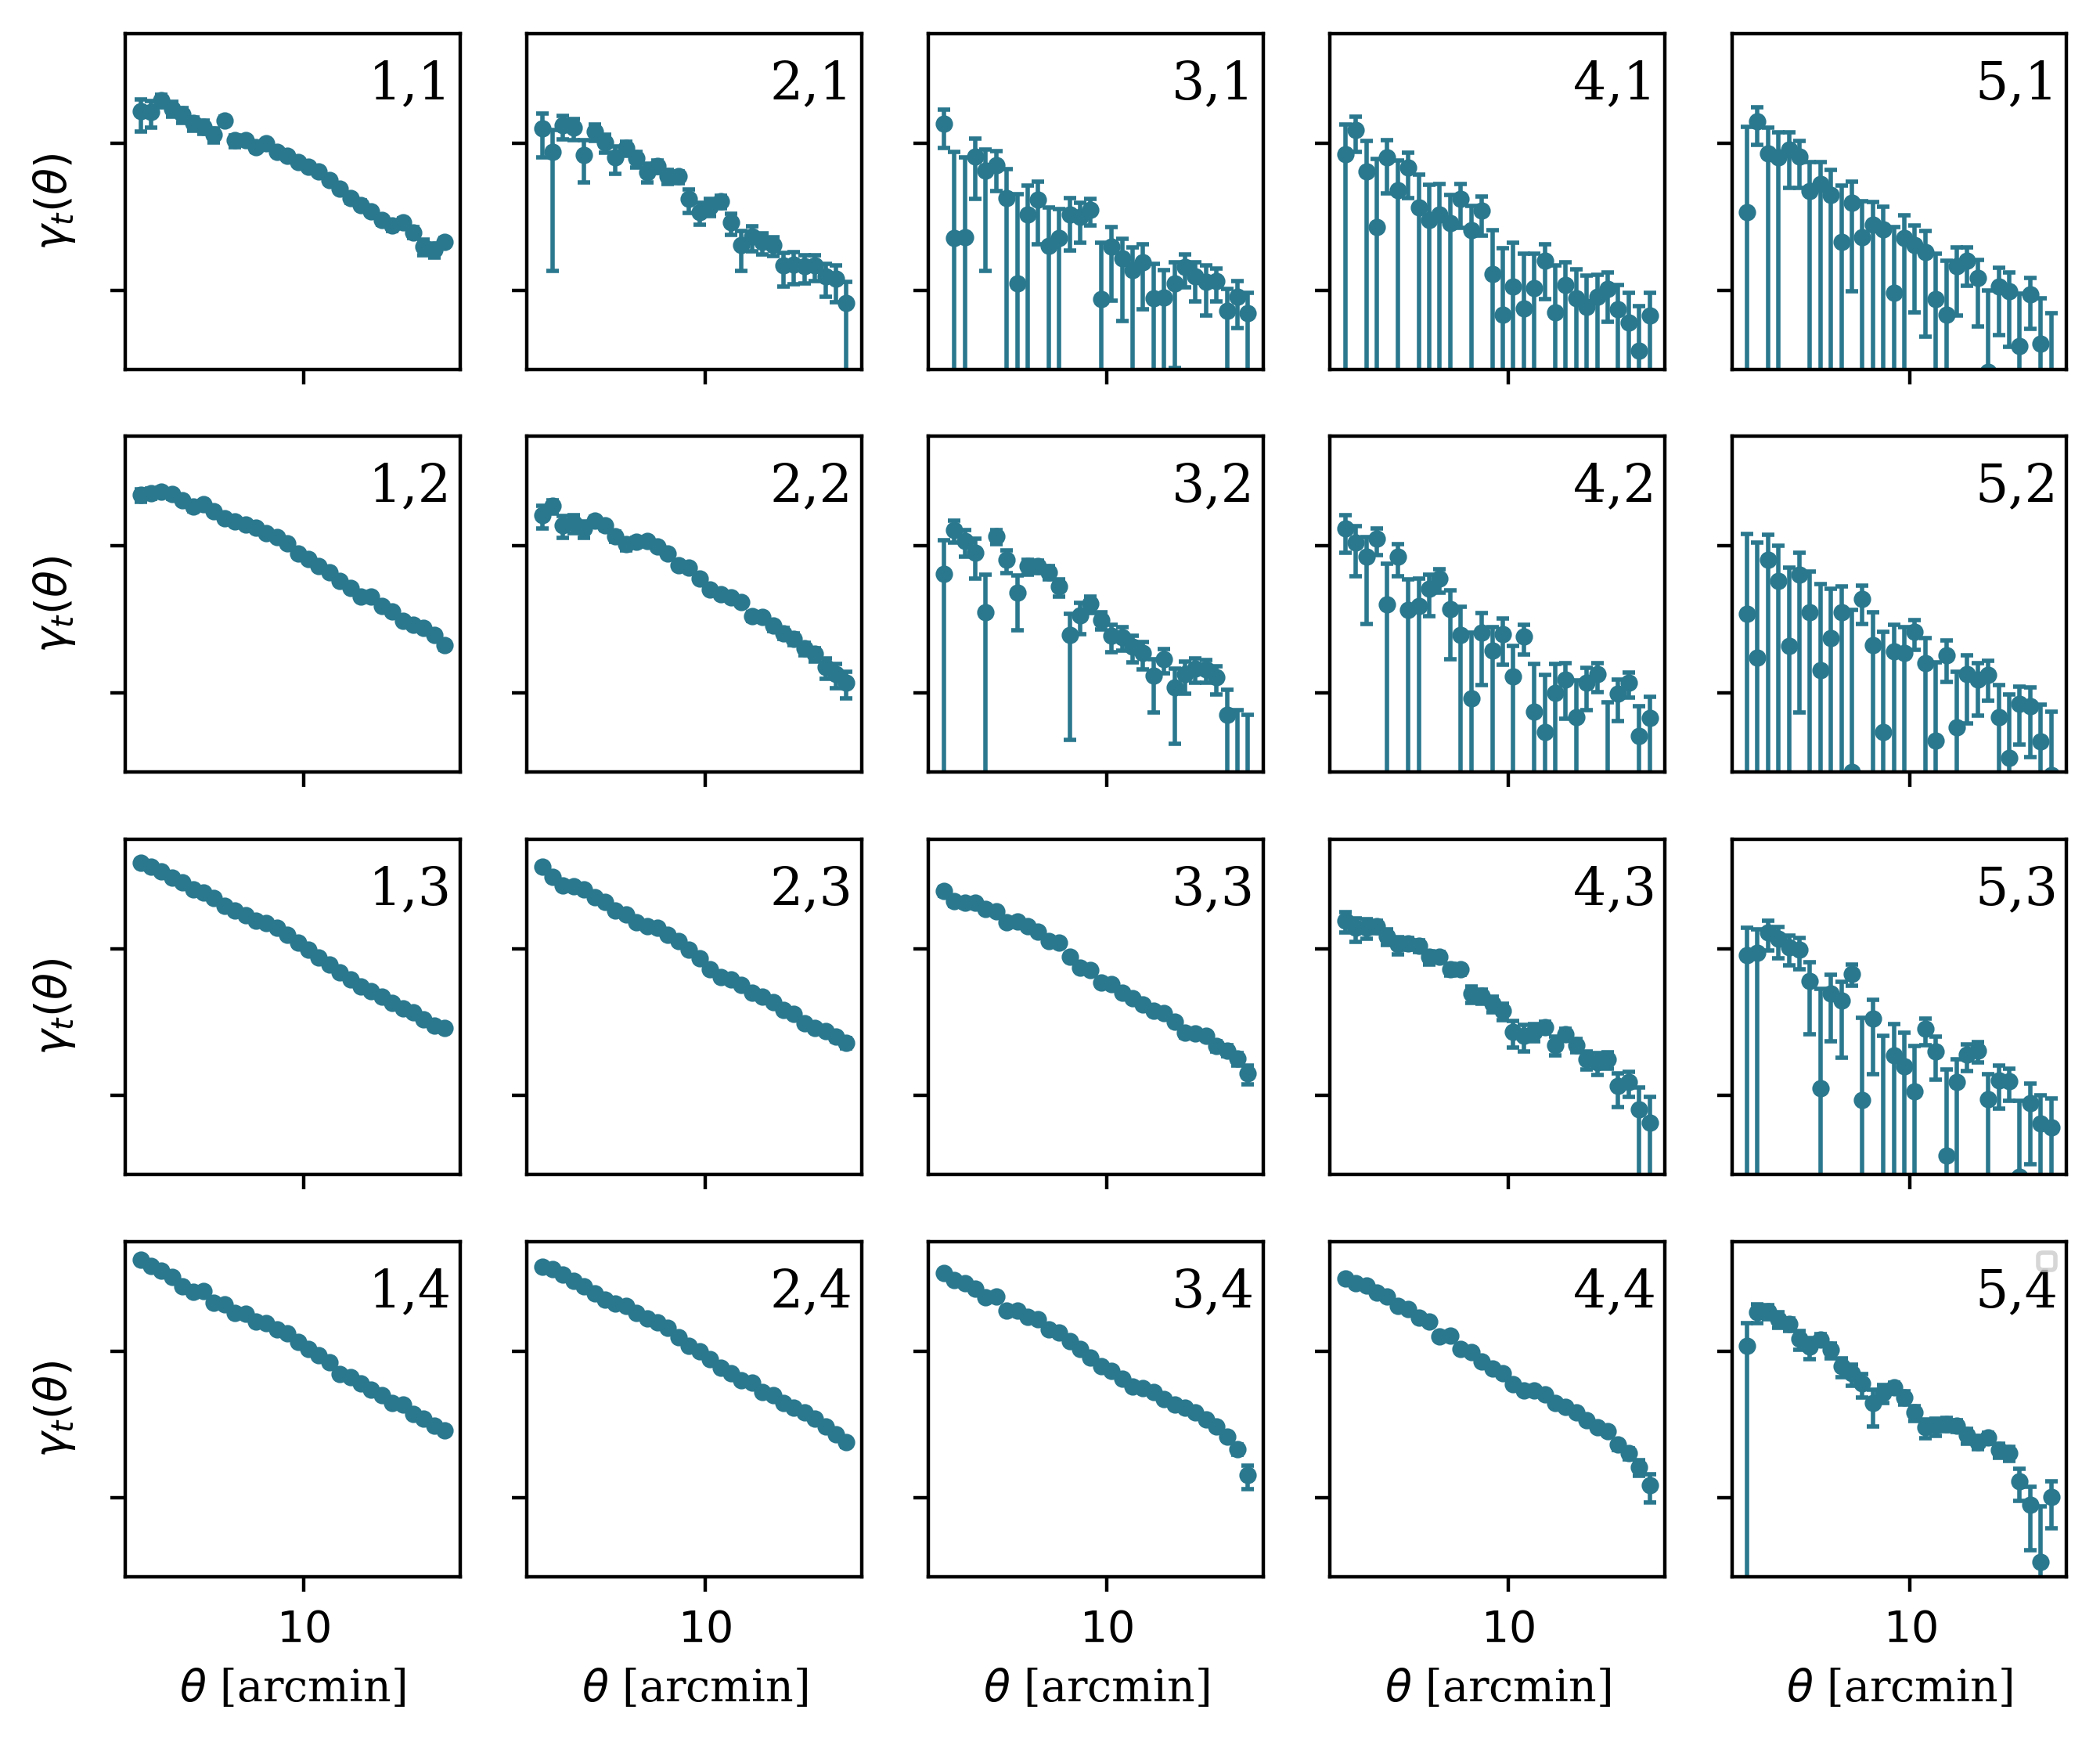 γt(θ) 1,1 2,1 3,1 4,1 5,1
γt(θ) 1,2 2,2 3,2 4,2 5,2
γt(θ) 1,3 2,3 3,3 4,3 5,3
γt(θ) 1,4 2,4 3,4 4,4 5,4
10 10 10 10 10
θ [arcmin] θ [arcmin] θ [arcmin] θ [arcmin] θ [arcmin]